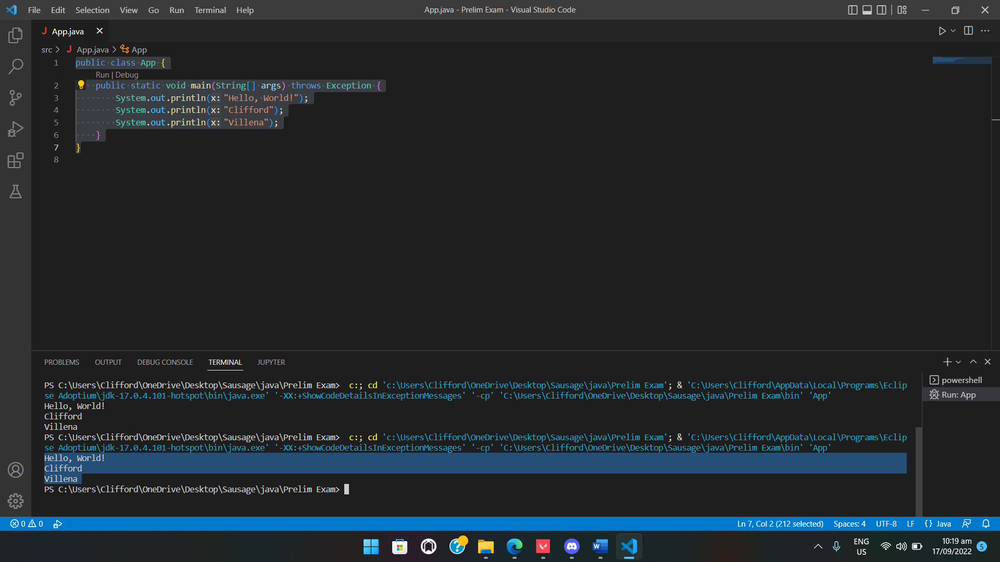 File Edit Selection View Go Run Terminal Help
App.java - Prelim Exam - Visual Studio Code
J App.java
src > J App.java > App
1 public class App {
Run | Debug
2 public static void main(String[] args) throws Exception {
3 System.out.println(x: "Hello, World!");
4 System.out.println(x: "Clifford");
5 System.out.println(x: "Villena");
6 }
7 }
8
PROBLEMS OUTPUT DEBUG CONSOLE TERMINAL JUPYTER
powershell
Run: App
PS C:\Users\Clifford\OneDrive\Desktop\Sausage\java\Prelim Exam>  c:; cd 'c:\Users\Clifford\OneDrive\Desktop\Sausage\java\Prelim Exam'; & 'C:\Users\Clifford\AppData\Local\Programs\Eclip
se Adoptium\jdk-17.0.4.101-hotspot\bin\java.exe' '-XX:+ShowCodeDetailsInExceptionMessages' '-cp' 'C:\Users\Clifford\OneDrive\Desktop\Sausage\java\Prelim Exam\bin' 'App'
Hello, World!
Clifford
Villena
PS C:\Users\Clifford\OneDrive\Desktop\Sausage\java\Prelim Exam>  c:; cd 'c:\Users\Clifford\OneDrive\Desktop\Sausage\java\Prelim Exam'; & 'C:\Users\Clifford\AppData\Local\Programs\Eclip
se Adoptium\jdk-17.0.4.101-hotspot\bin\java.exe' '-XX:+ShowCodeDetailsInExceptionMessages' '-cp' 'C:\Users\Clifford\OneDrive\Desktop\Sausage\java\Prelim Exam\bin' 'App'
Hello, World!
Clifford
Villena
PS C:\Users\Clifford\OneDrive\Desktop\Sausage\java\Prelim Exam>
0 0
Ln 7, Col 2 (212 selected) Spaces: 4 UTF-8 LF {} Java
W
ENG
US
10:19 am
17/09/2022
5